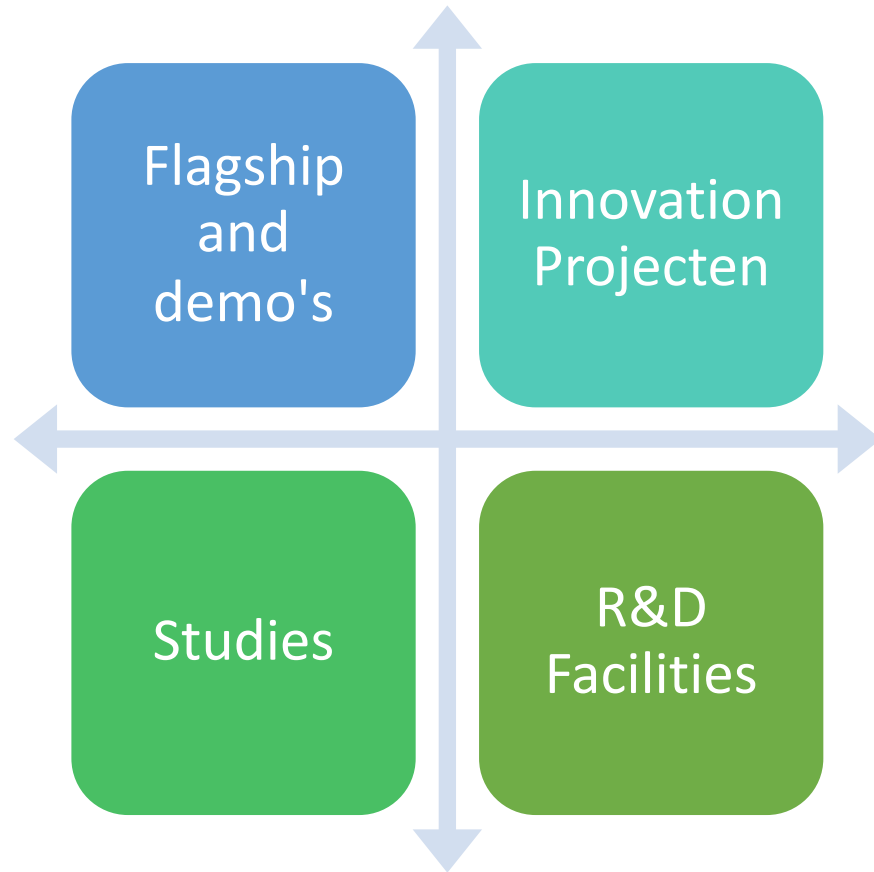 Flagship
and
demo's
Innovation
Projecten
Studies
R&D
Facilities